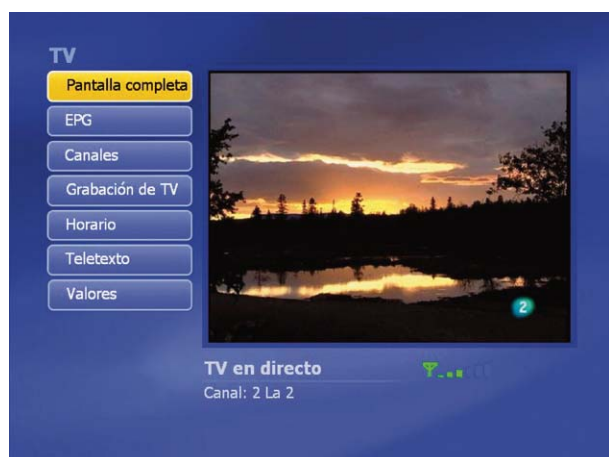 TV
Pantalla completa
EPG
Canales
Grabación de TV
Horario
Teletexto
Valores
2
TV en directo
Canal: 2 La 2